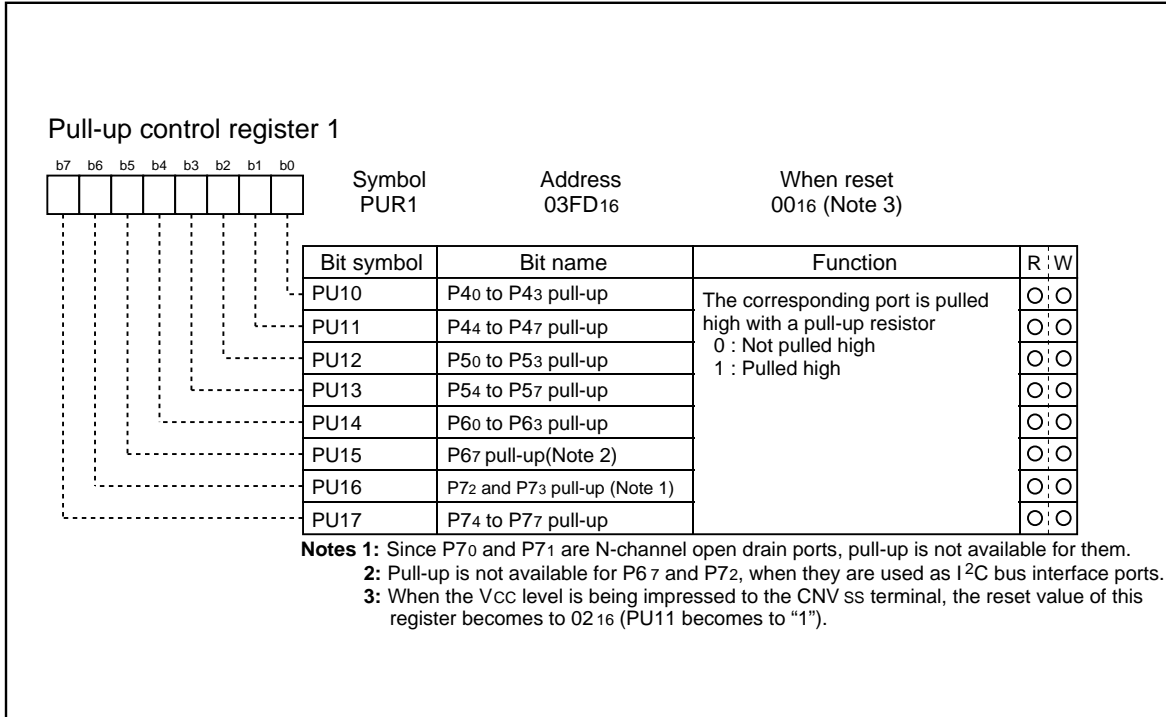 Pull-up control register 1
b7 b6 b5 b4 b3 b2 b1 b0
Symbol Address When reset
PUR1 03FD16 0016 (Note 3)
Bit symbol Bit name Function R W
PU10 P40 to P43 pull-up The corresponding port is pulled
PU11 P44 to P47 pull-up high with a pull-up resistor
0 : Not pulled high
PU12 P50 to P53 pull-up 1 : Pulled high
PU13 P54 to P57 pull-up
PU14 P60 to P63 pull-up
PU15 P67 pull-up(Note 2)
PU16 P72 and P73 pull-up (Note 1)
PU17 P74 to P77 pull-up
Notes 1: Since P70 and P71 are N-channel open drain ports, pull-up is not available for them.
2: Pull-up is not available for P67 and P72, when they are used as I2C bus interface ports.
3: When the VCC level is being impressed to the CNVSS terminal, the reset value of this
register becomes to 0216 (PU11 becomes to “1”).